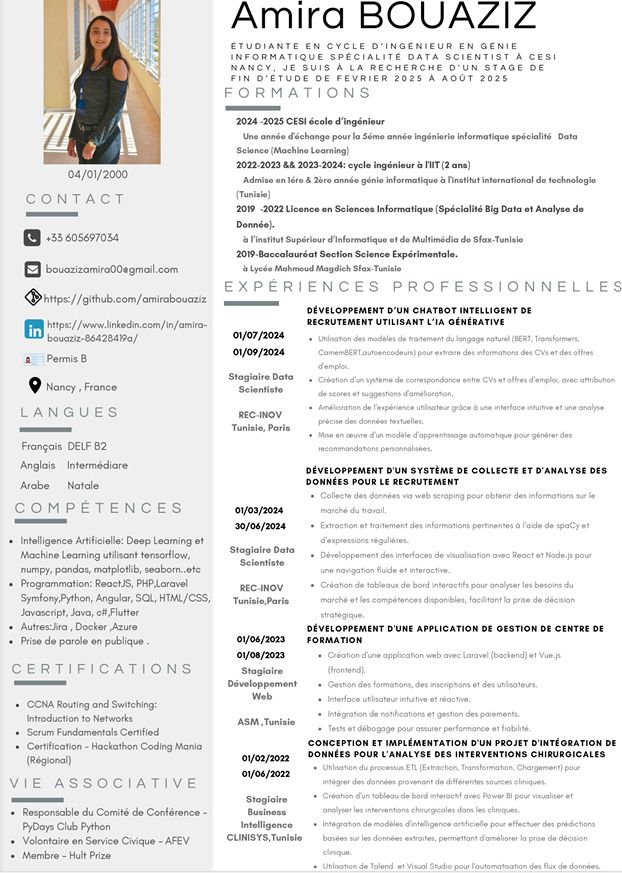 Amira BOUAZIZ
ÉTUDIANTE EN CYCLE D'INGÉNIEUR EN GÉNIE
INFORMATIQUE SPÉCIALITÉ DATA SCIENTIST À CESI
NANCY, JE SUIS À LA RECHERCHE D'UN STAGE DE
FIN D'ÉTUDE DE FEVRIER 2025 À AOÛT 2025
04/01/2000
CONTACT
+33 605697034
bouazizamira00@gmail.com
https://github.com/amirabouaziz
https://www.linkedin.com/in/amira-
bouaziz-86428419a/
Permis B
Nancy , France
LANGUES
Français DELF B2
Anglais Intermédiare
Arabe Natale
COMPÉTENCES
• Intelligence Artificielle: Deep Learning et
Machine Learning utilisant tensorflow,
numpy, pandas, matplotlib, seaborn..etc
• Programmation: ReactJS, PHP,Laravel
Symfony,Python, Angular, SQL, HTML/CSS,
Javascript, Java, c#,Flutter
• Autres:Jira , Docker ,Azure
• Prise de parole en publique .
CERTIFICATIONS
• CCNA Routing and Switching:
Introduction to Networks
• Scrum Fundamentals Certified
• Certification - Hackathon Coding Mania
(Régional)
VIE ASSOCIATIVE
• Responsable du Comité de Conférence -
PyDays Club Python
• Volontaire en Service Civique - AFEV
• Membre - Hult Prize
FORMATIONS
2024 -2025 CESI école d'ingénieur
Une année d'échange pour la 5éme année ingénierie informatique spécialité Data
Science (Machine Learning)
2022-2023 && 2023-2024: cycle ingénieur à l'IIT (2 ans)
Admise en 1ére & 2ère année génie informatique à l'institut international de technologie
(Tunisie)
2019 -2022 Licence en Sciences Informatique (Spécialité Big Data et Analyse de
Donnée).
à l'institut Supérieur d'Informatique et de Multimédia de Sfax-Tunisie
2019-Baccalauréat Section Science Expérimentale.
à Lycée Mahmoud Magdich Sfax-Tunisie
EXPÉRIENCES PROFESSIONNELLES
DÉVELOPPEMENT D'UN CHATBOT INTELLIGENT DE
RECRUTEMENT UTILISANT L'IA GÉNÉRATIVE
01/07/2024
01/09/2024
Stagiaire Data
Scientiste
REC-INOV
Tunisie, Paris
• Utilisation des modèles de traitement du langage naturel (BERT, Transformers,
CamemBERT,autoencodeurs) pour extraire des informations des CVs et des offres
d'emploi.
• Création d'un système de correspondance entre CVs et offres d'emploi, avec attribution
de scores et suggestions d'amélioration.
• Amélioration de l'expérience utilisateur grâce à une interface intuitive et une analyse
précise des données textuelles.
• Mise en œuvre d'un modèle d'apprentissage automatique pour générer des
recommandations personnalisées.
DÉVELOPPEMENT D'UN SYSTÈME DE COLLECTE ET D'ANALYSE DES
DONNÉES POUR LE RECRUTEMENT
01/03/2024
30/06/2024
Stagiaire Data
Scientiste
REC-INOV
Tunisie,Paris
• Collecte des données via web scraping pour obtenir des informations sur le
marché du travail.
• Extraction et traitement des informations pertinentes à l'aide de spaCy et
d'expressions régulières.
• Développement des interfaces de visualisation avec React et Node.js pour
une navigation fluide et interactive.
• Création de tableaux de bord interactifs pour analyser les besoins du
marché et les compétences disponibles, facilitant la prise de décision
stratégique.
DÉVELOPPEMENT D'UNE APPLICATION DE GESTION DE CENTRE DE
FORMATION
01/06/2023
01/08/2023
Stagiaire
Développement
Web
ASM ,Tunisie
• Création d'une application web avec Laravel (backend) et Vue.js
(frontend).
• Gestion des formations, des inscriptions et des utilisateurs.
• Interface utilisateur intuitive et réactive.
• Intégration de notifications et gestion des paiements.
• Tests et débogage pour assurer performance et fiabilité.
CONCEPTION ET IMPLÉMENTATION D'UN PROJET D'INTÉGRATION DE
DONNÉES POUR L'ANALYSE DES INTERVENTIONS CHIRURGICALES
01/02/2022
01/06/2022
Stagiaire
Business
Intelligence
CLINISYS,Tunisie
• Utilisation du processus ETL (Extraction, Transformation, Chargement) pour
intégrer des données provenant de différentes sources cliniques.
• Création d'un tableau de bord interactif avec Power BI pour visualiser et
analyser les interventions chirurgicales dans les cliniques.
• Intégration de modèles d'intelligence artificielle pour effectuer des prédictions
basées sur les données extraites, permettant d'améliorer la prise de décision
clinique.
• Utilisation de Talend et Visual Studio pour l'automatisation des flux de données.